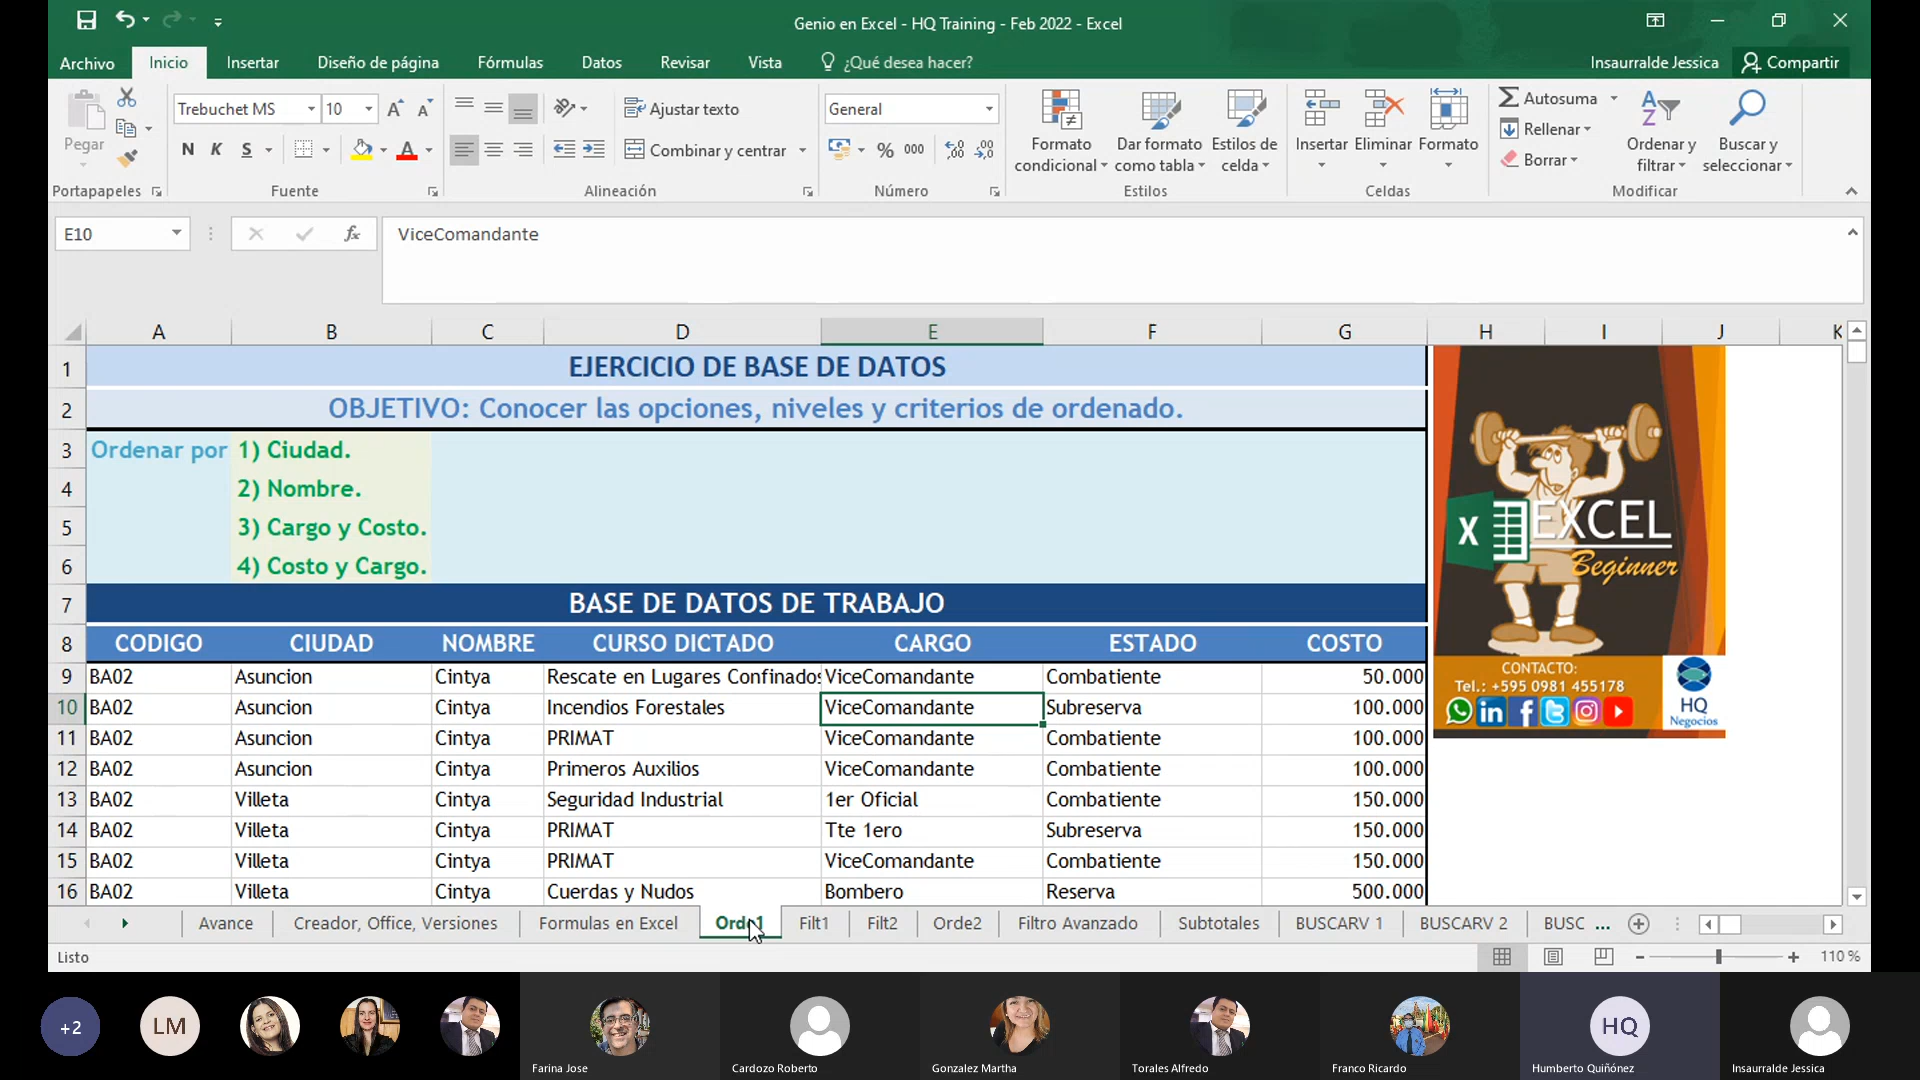 Genio en Excel - HQ Training - Feb 2022 - Excel
Archivo Inicio Insertar Diseño de página Fórmulas Datos Revisar Vista ¿Qué desea hacer? Insaurralde Jessica Compartir
Trebuchet MS 10 Ajustar texto General Autosuma
Pegar Formato condicional Dar formato como tabla Estilos de celda Insertar Eliminar Formato Rellenar Ordenar y filtrar Buscar y seleccionar
N K S Combinar y centrar % 000 Borrar
Portapapeles Fuente Alineación Número Estilos Celdas Modificar
E10 fx ViceComandante
A B C D E F G H I J K
1 EJERCICIO DE BASE DE DATOS
2 OBJETIVO: Conocer las opciones, niveles y criterios de ordenado.
3 Ordenar por 1) Ciudad.
4 2) Nombre.
5 3) Cargo y Costo.
6 4) Costo y Cargo.
7 BASE DE DATOS DE TRABAJO
8 CODIGO CIUDAD NOMBRE CURSO DICTADO CARGO ESTADO COSTO
9 BA02 Asuncion Cintya Rescate en Lugares Confinados ViceComandante Combatiente 50.000
10 BA02 Asuncion Cintya Incendios Forestales ViceComandante Subreserva 100.000
11 BA02 Asuncion Cintya PRIMAT ViceComandante Combatiente 100.000
12 BA02 Asuncion Cintya Primeros Auxilios ViceComandante Combatiente 100.000
13 BA02 Villeta Cintya Seguridad Industrial 1er Oficial Combatiente 150.000
14 BA02 Villeta Cintya PRIMAT Tte 1ero Subreserva 150.000
15 BA02 Villeta Cintya PRIMAT ViceComandante Combatiente 150.000
16 BA02 Villeta Cintya Cuerdas y Nudos Bombero Reserva 500.000
X EXCEL
Beginner
CONTACTO:
Tel.: +595 0981 455178
HQ
Negocios
Avance Creador, Office, Versiones Formulas en Excel Orde1 Filt1 Filt2 Orde2 Filtro Avanzado Subtotales BUSCARV 1 BUSCARV 2 BUSC ...
Listo 110 %
+2 LM HQ
Farina Jose Cardozo Roberto Gonzalez Martha Torales Alfredo Franco Ricardo Humberto Quiñónez Insaurralde Jessica